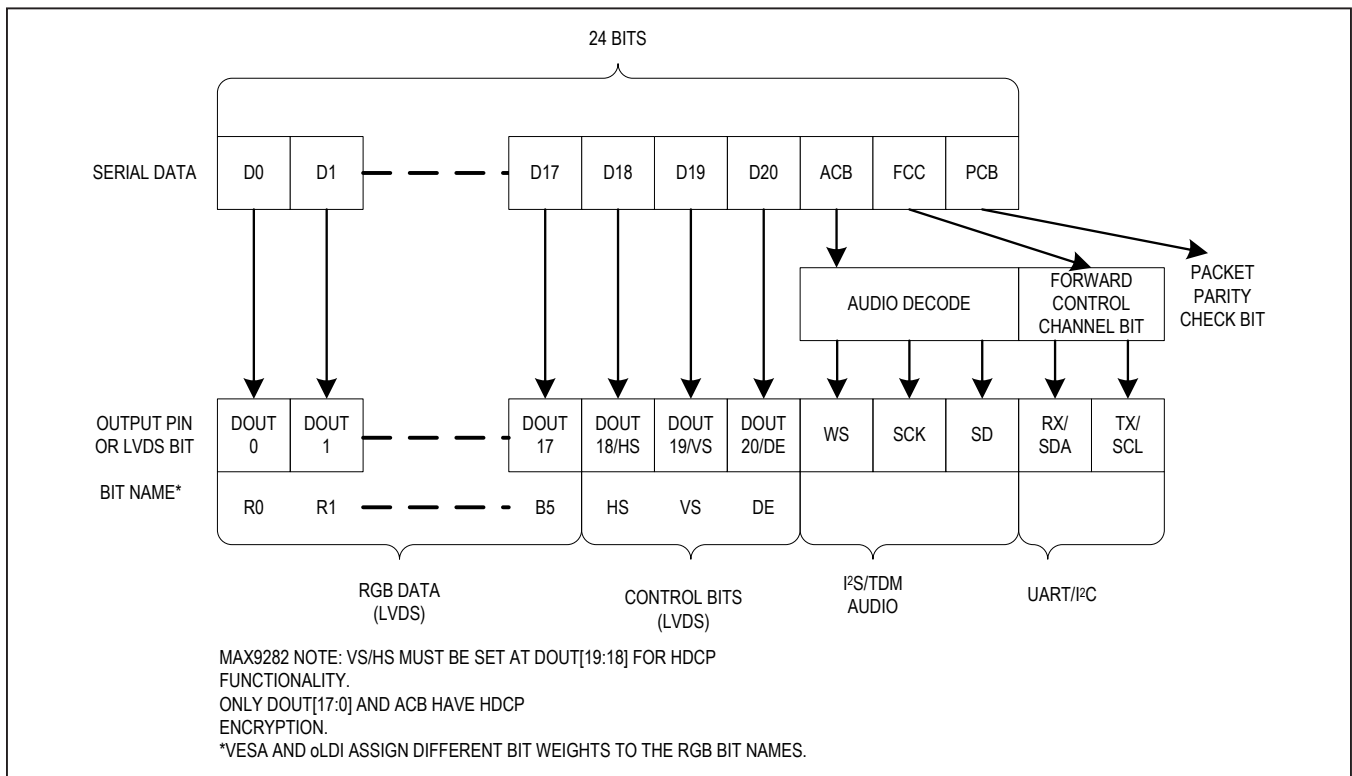 24 BITS
SERIAL DATA
D0 D1 D17 D18 D19 D20 ACB FCC PCB
AUDIO DECODE
FORWARD
CONTROL
CHANNEL BIT
PACKET
PARITY
CHECK BIT
OUTPUT PIN
OR LVDS BIT
DOUT
0
DOUT
1
DOUT
17
DOUT
18/HS
DOUT
19/VS
DOUT
20/DE
WS
SCK
SD
RX/
SDA
TX/
SCL
BIT NAME*
R0 R1 B5 HS VS DE
RGB DATA
(LVDS)
CONTROL BITS
(LVDS)
I²S/TDM
AUDIO
UART/I²C
MAX9282 NOTE: VS/HS MUST BE SET AT DOUT[19:18] FOR HDCP
FUNCTIONALITY.
ONLY DOUT[17:0] AND ACB HAVE HDCP
ENCRYPTION.
*VESA AND oLDI ASSIGN DIFFERENT BIT WEIGHTS TO THE RGB BIT NAMES.